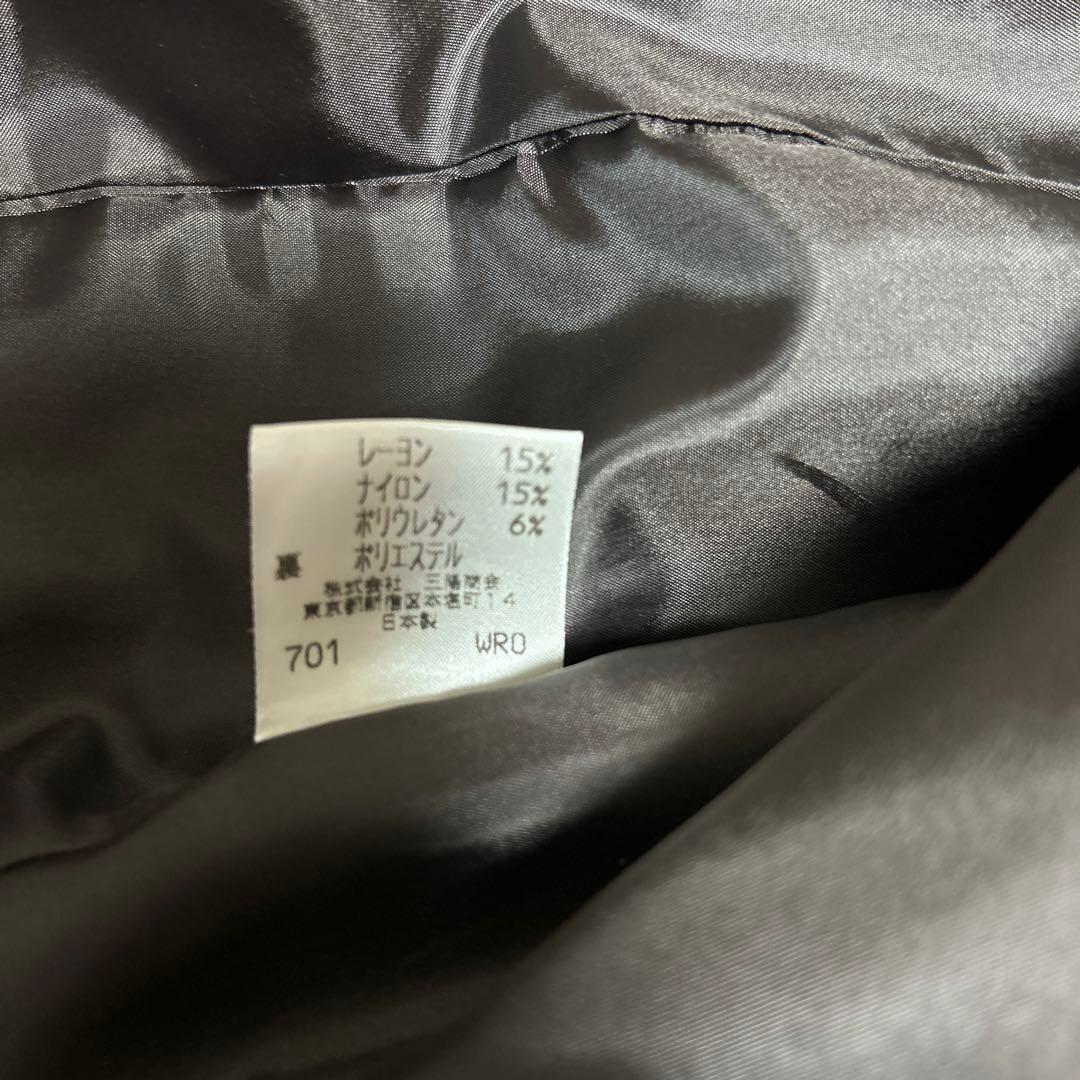 レーヨン 15%
ナイロン 15%
ポリウレタン 6%
裏 ポリエステル
株式会社 三陽商会
東京都新宿区本塩町14
日本製
701 WRO